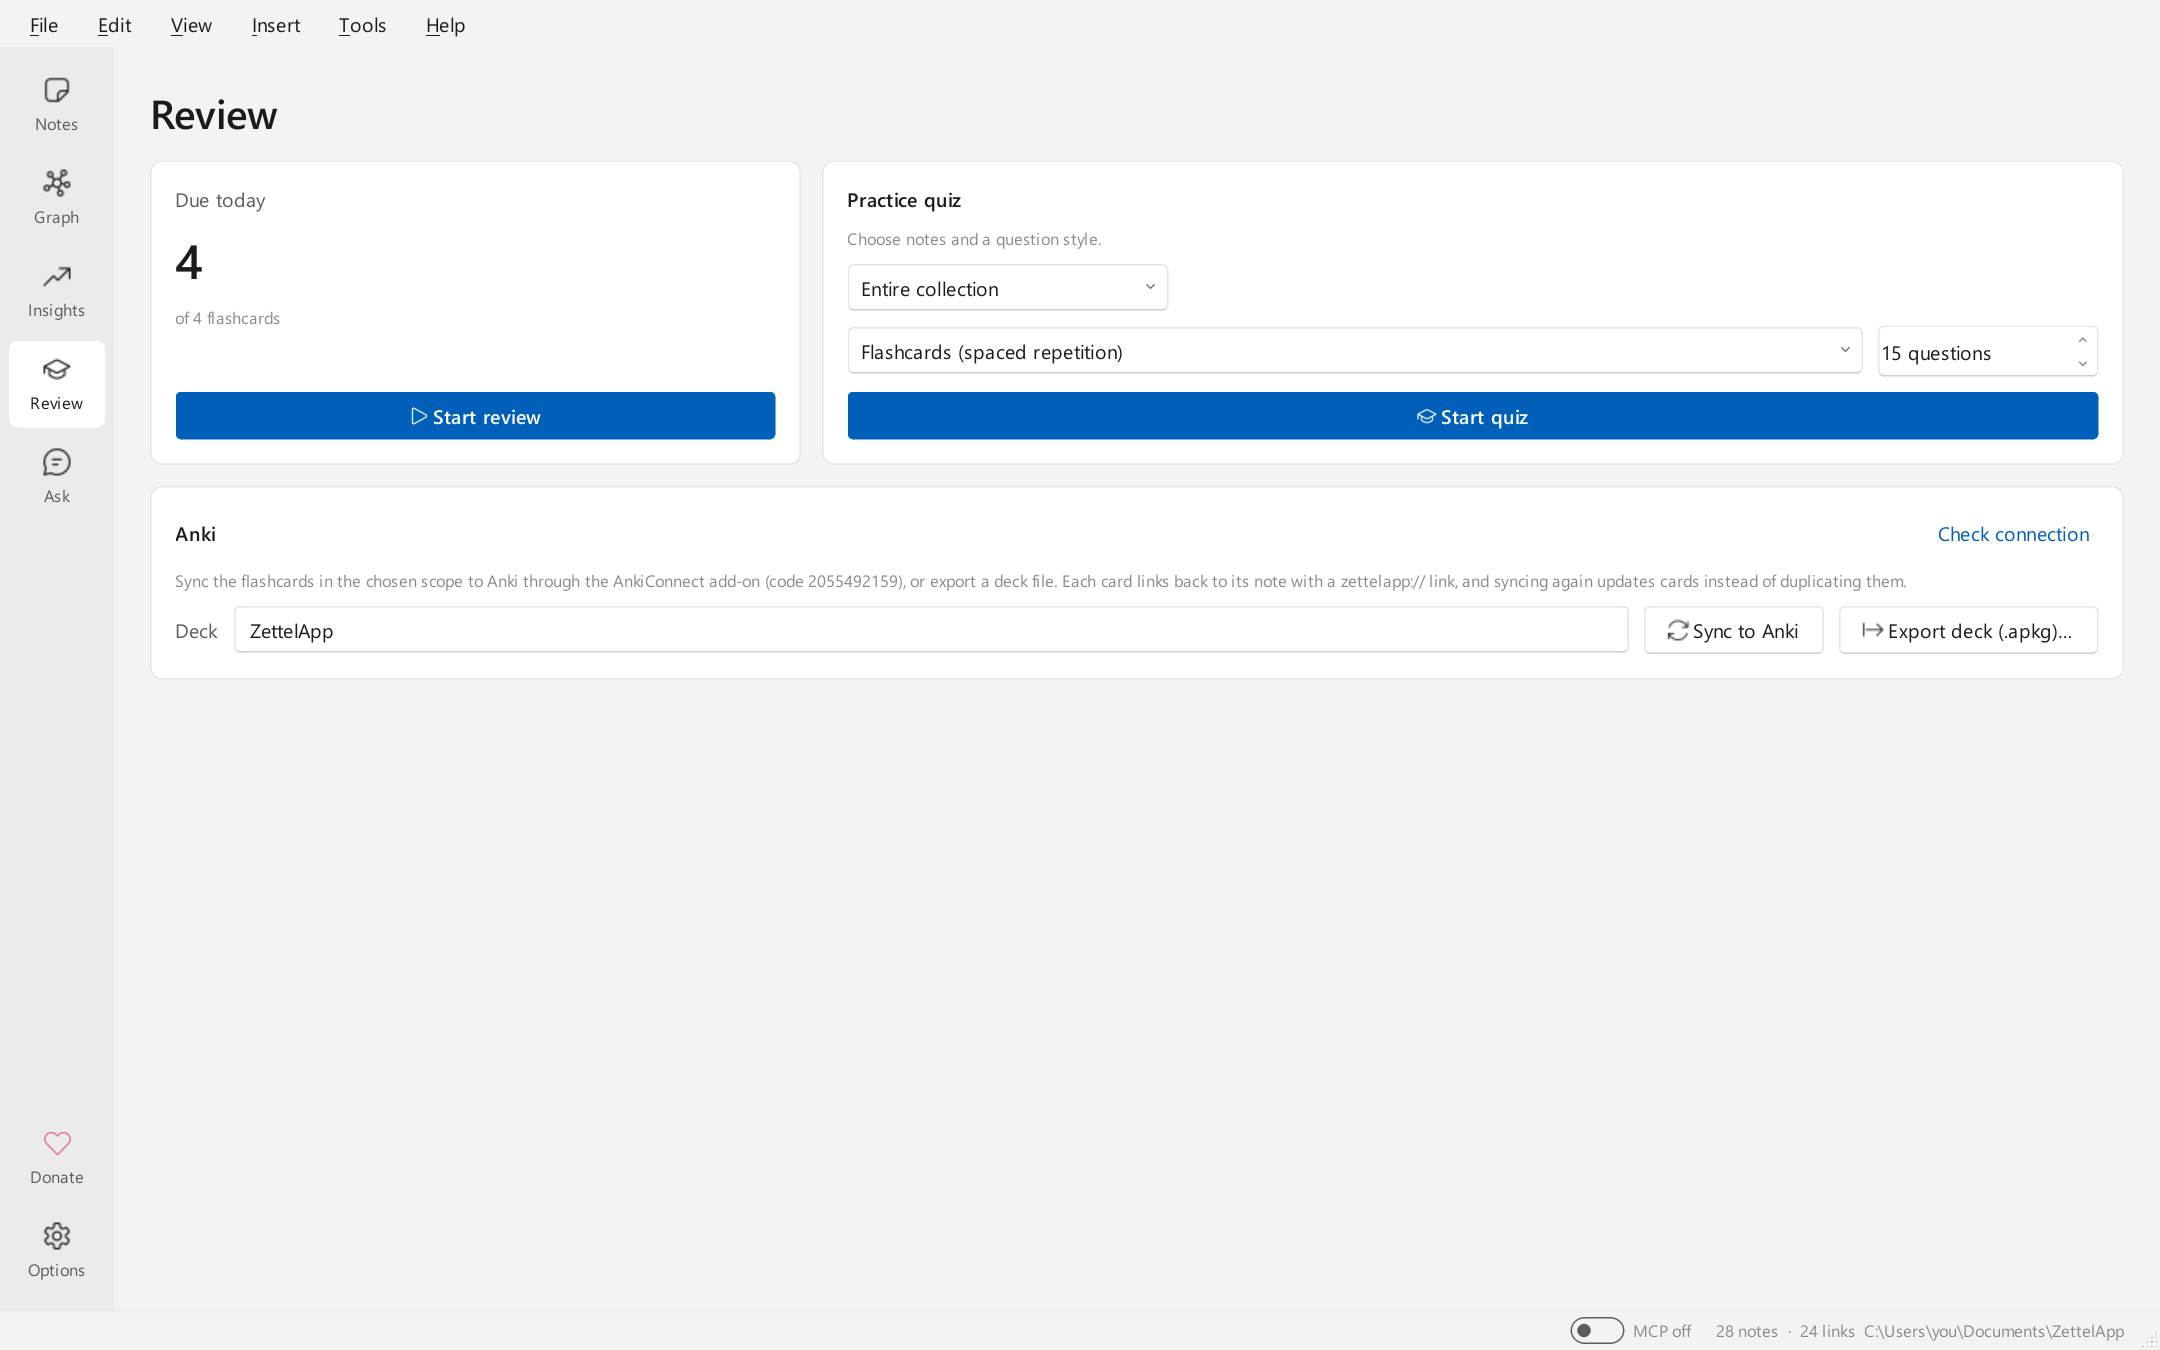 File Edit View Insert Tools Help
Notes
Graph
Insights
Review
Ask
Donate
Options
Review
Due today
4
of 4 flashcards
Start review
Practice quiz
Choose notes and a question style.
Entire collection
Flashcards (spaced repetition)
15 questions
Start quiz
Anki
Check connection
Sync the flashcards in the chosen scope to Anki through the AnkiConnect add-on (code 2055492159), or export a deck file. Each card links back to its note with a zettelapp:// link, and syncing again updates cards instead of duplicating them.
Deck
ZettelApp
Sync to Anki
Export deck (.apkg)...
MCP off
28 notes · 24 links
C:\Users\you\Documents\ZettelApp